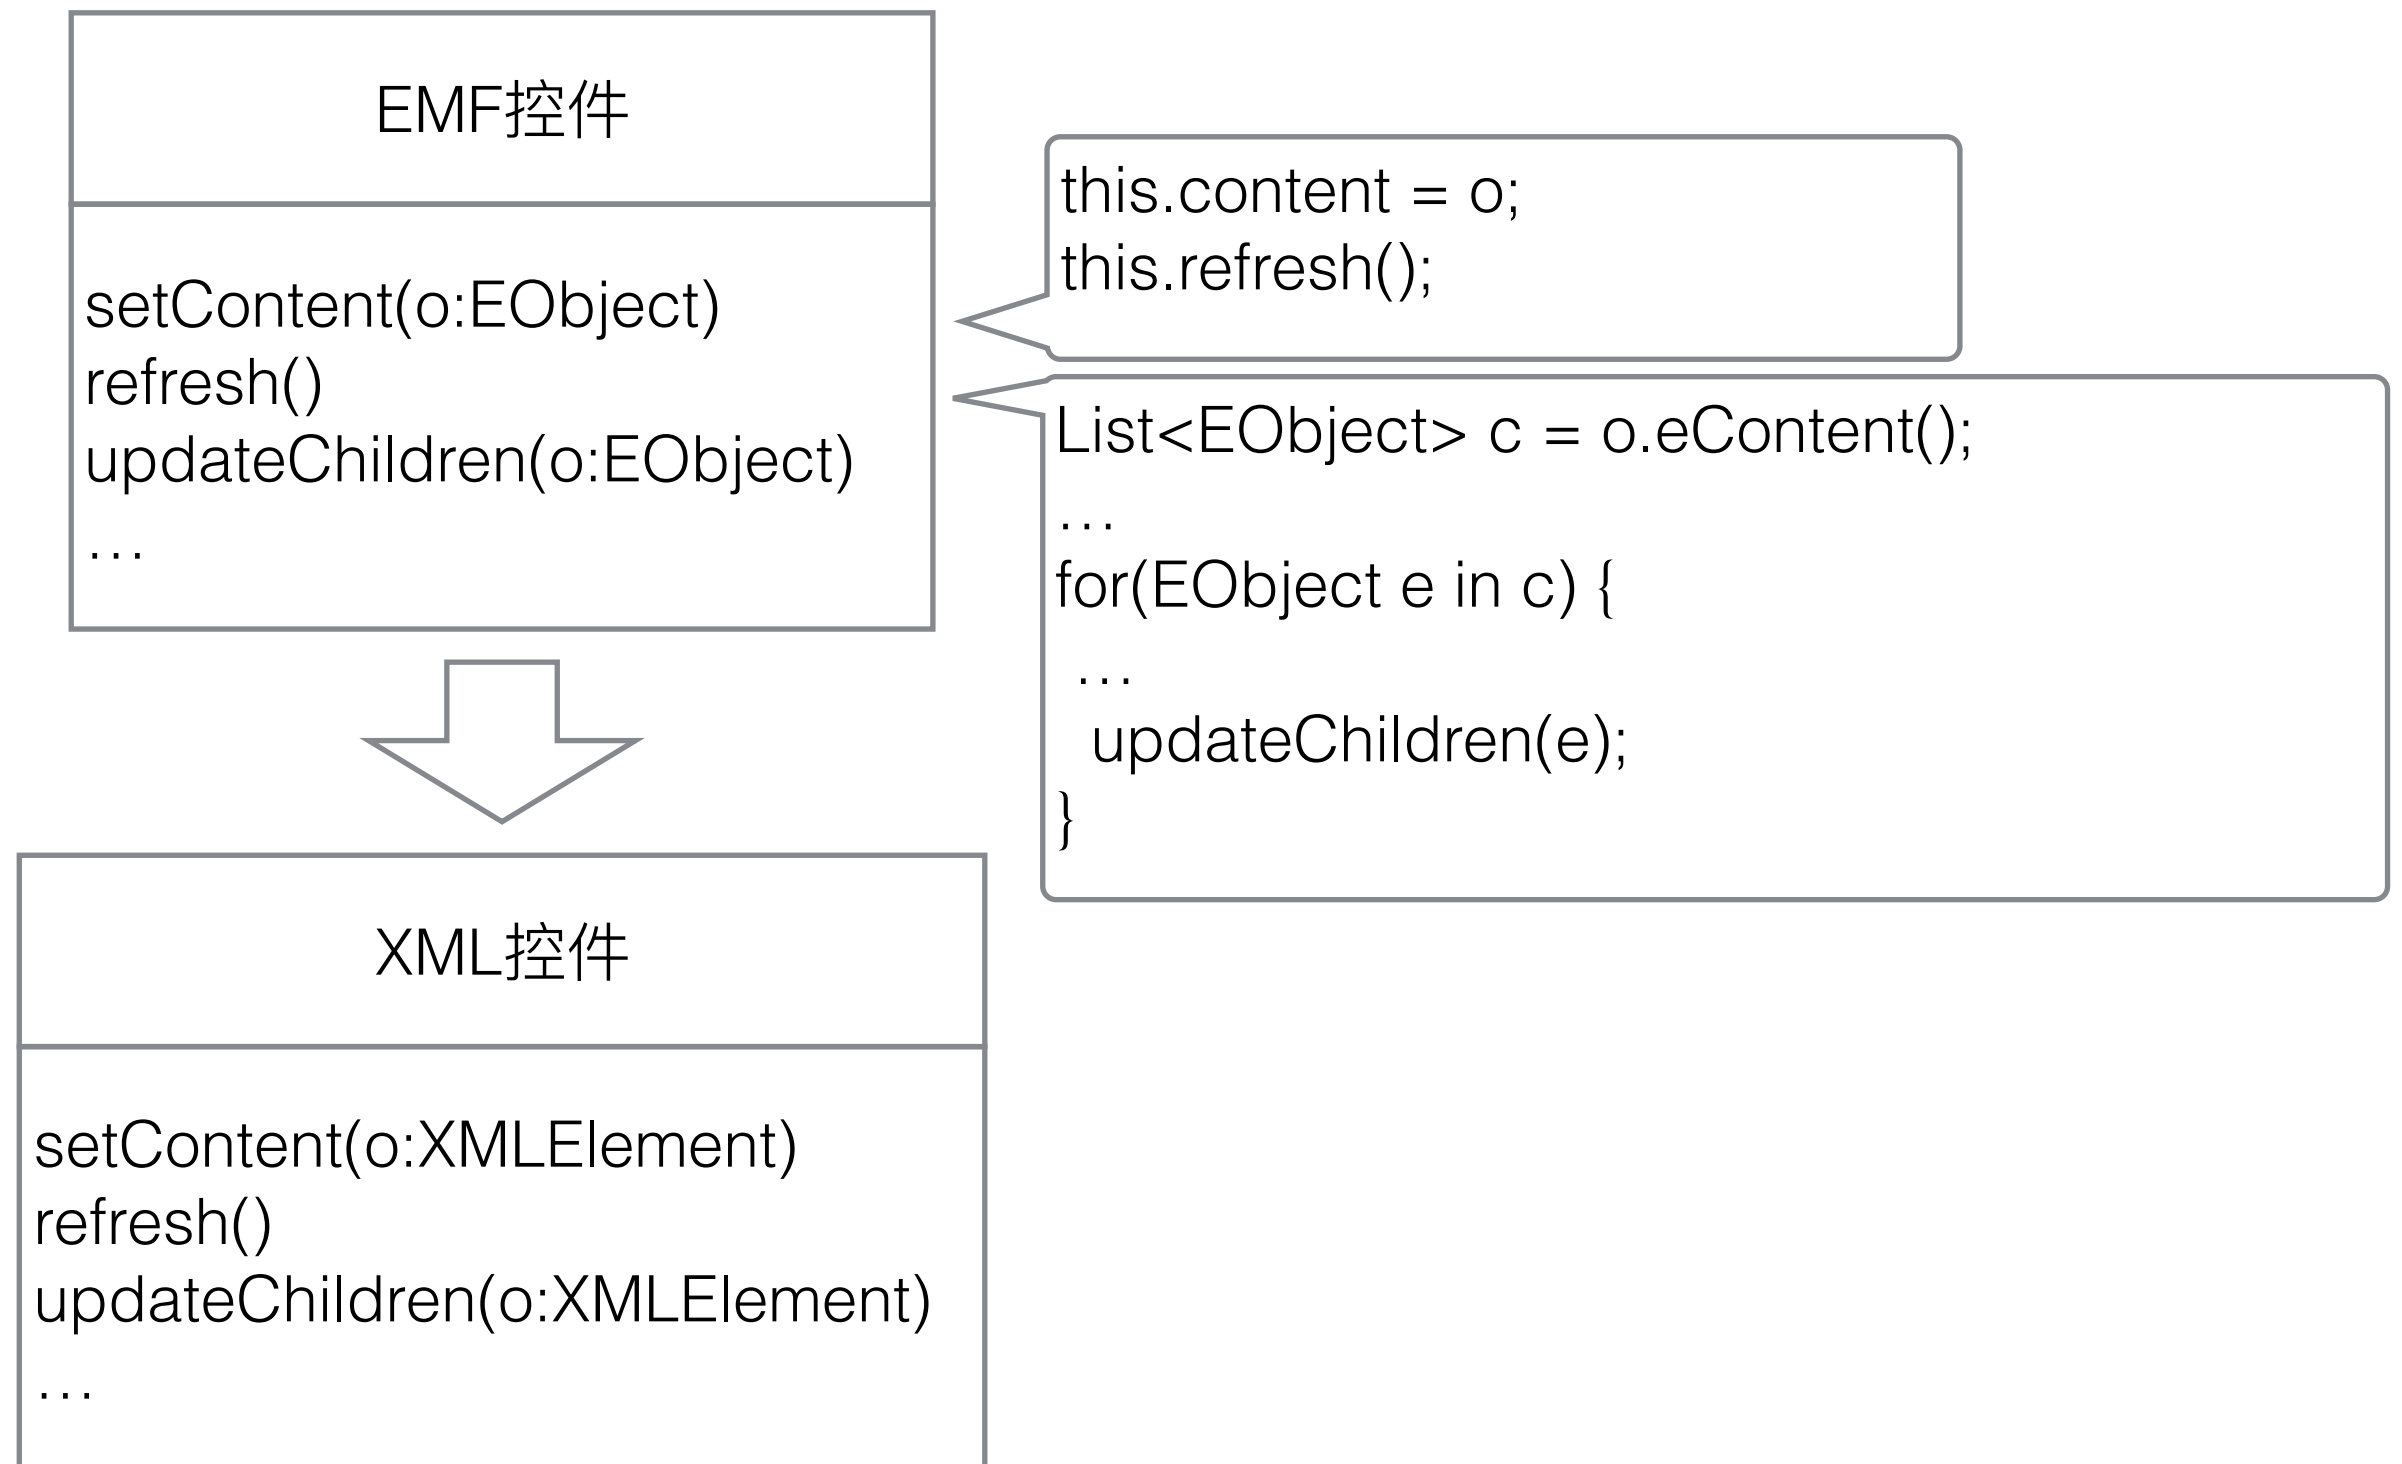 EMF控件
setContent(o:EObject)
refresh()
updateChildren(o:EObject)
…
this.content = o;
this.refresh();
List<EObject> c = o.eContent();
…
for(EObject e in c) {
…
updateChildren(e);
}
XML控件
setContent(o:XMLElement)
refresh()
updateChildren(o:XMLElement)
…